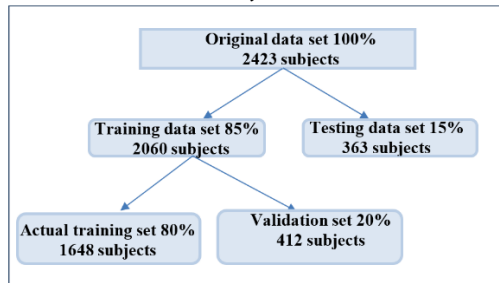 Original data set 100%
2423 subjects
Training data set 85%
2060 subjects
Testing data set 15%
363 subjects
Actual training set 80%
1648 subjects
Validation set 20%
412 subjects